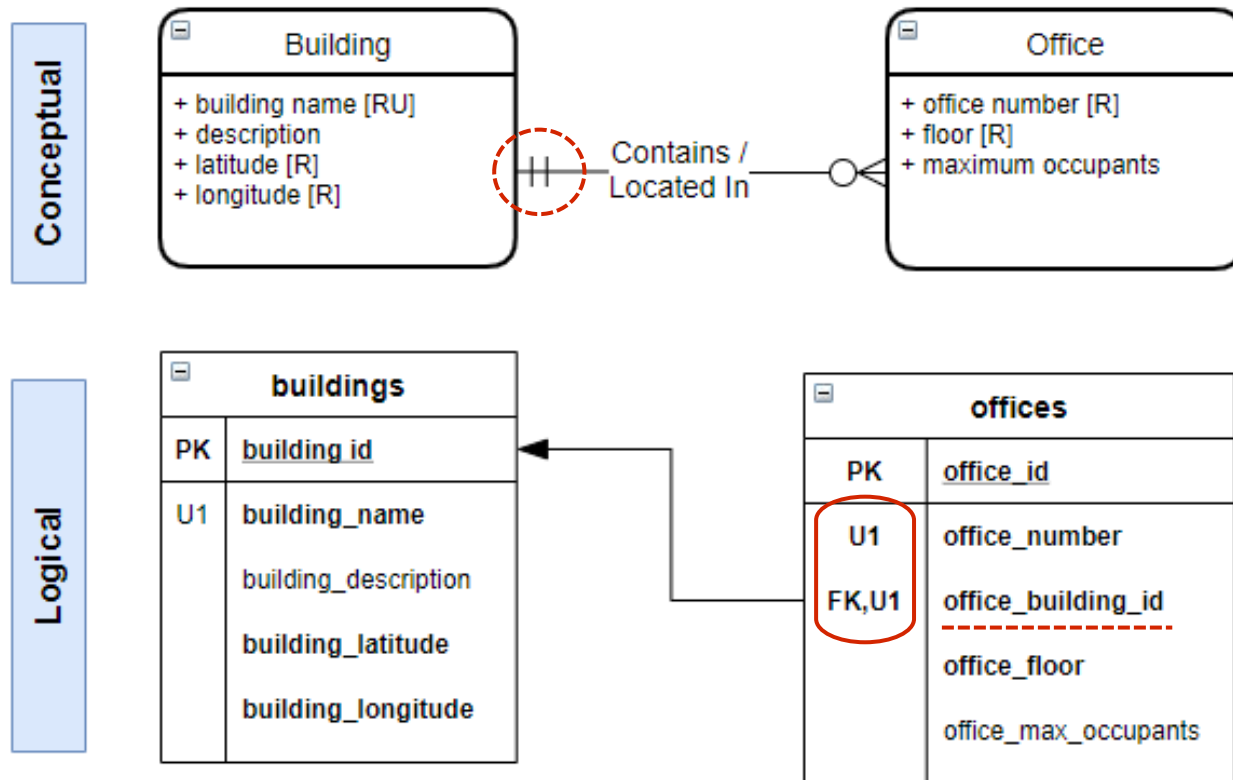 Conceptual
Building
+ building name [RU]
+ description
+ latitude [R]
+ longitude [R]
Contains /
Located In
Office
+ office number [R]
+ floor [R]
+ maximum occupants
Logical
buildings
PK building id
U1 building_name
building_description
building_latitude
building_longitude
offices
PK office_id
U1 office_number
FK,U1 office_building_id
office_floor
office_max_occupants